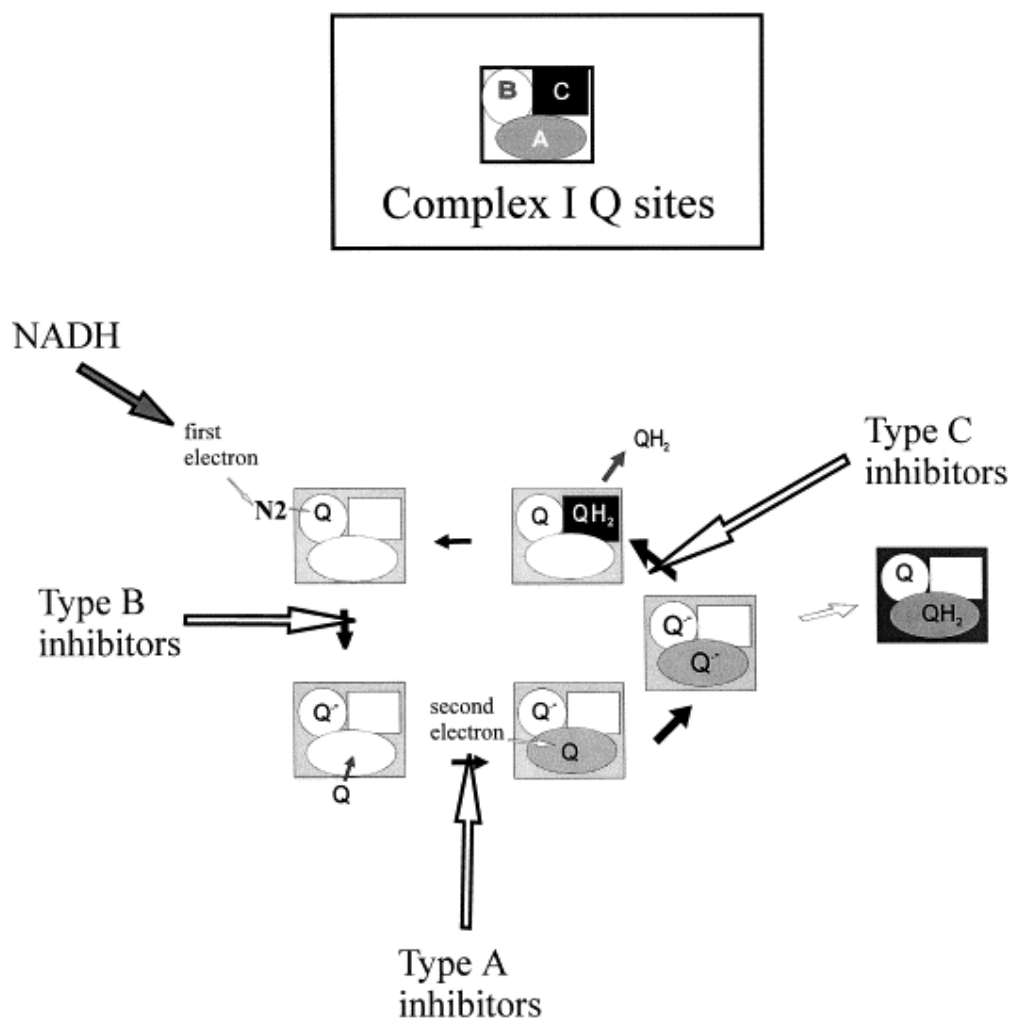 B
C
A
Complex I Q sites
NADH
first
electron
N2
Q
Q
QH₂
QH₂
Type C
inhibitors
Q
QH₂
Q·⁻
Q·⁻
Type B
inhibitors
Q·⁻
Q
second
electron
Q·⁻
Q
Type A
inhibitors